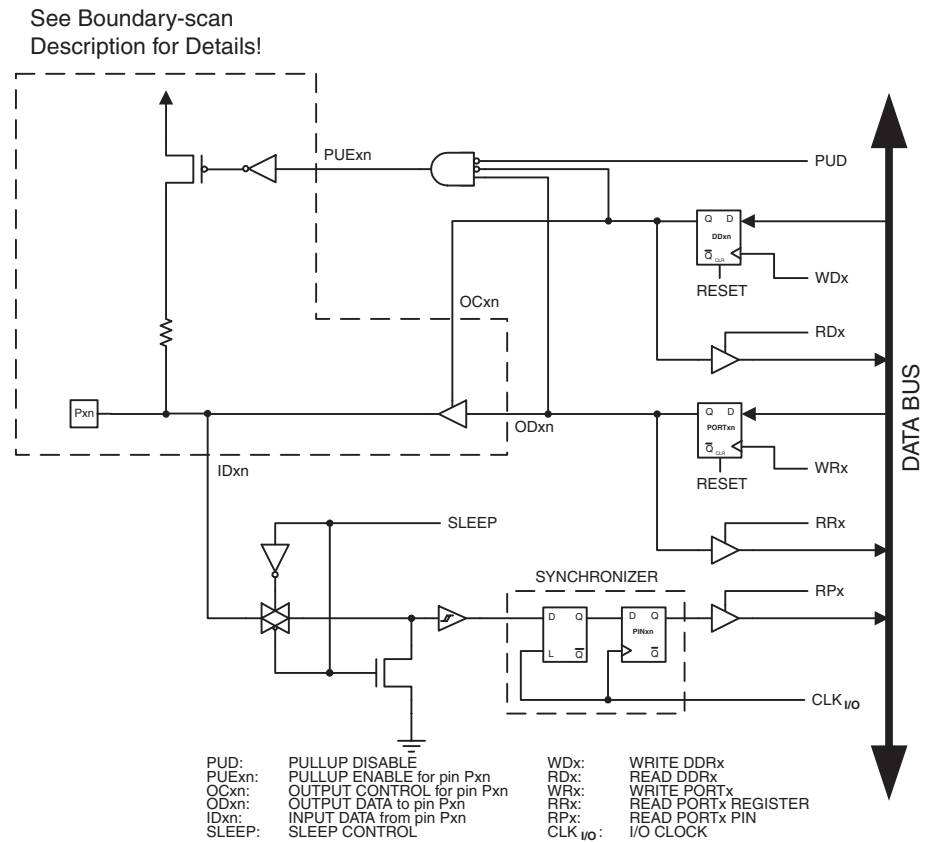 See Boundary-scan
Description for Details!
PUExn
PUD
Q D
DDxn
Q
CLR
WDx
RESET
OCxn
RDx
Pxn
ODxn
Q D
PORTxn
Q
CLR
WRx
RESET
IDxn
DATA BUS
SLEEP
RRx
SYNCHRONIZER
RPx
D Q
L Q
D Q
PINxn
Q
CLK I/O
PUD: PULLUP DISABLE
PUExn: PULLUP ENABLE for pin Pxn
OCxn: OUTPUT CONTROL for pin Pxn
ODxn: OUTPUT DATA to pin Pxn
IDxn: INPUT DATA from pin Pxn
SLEEP: SLEEP CONTROL
WDx: WRITE DDRx
RDx: READ DDRx
WRx: WRITE PORTx
RRx: READ PORTx REGISTER
RPx: READ PORTx PIN
CLK I/O: I/O CLOCK